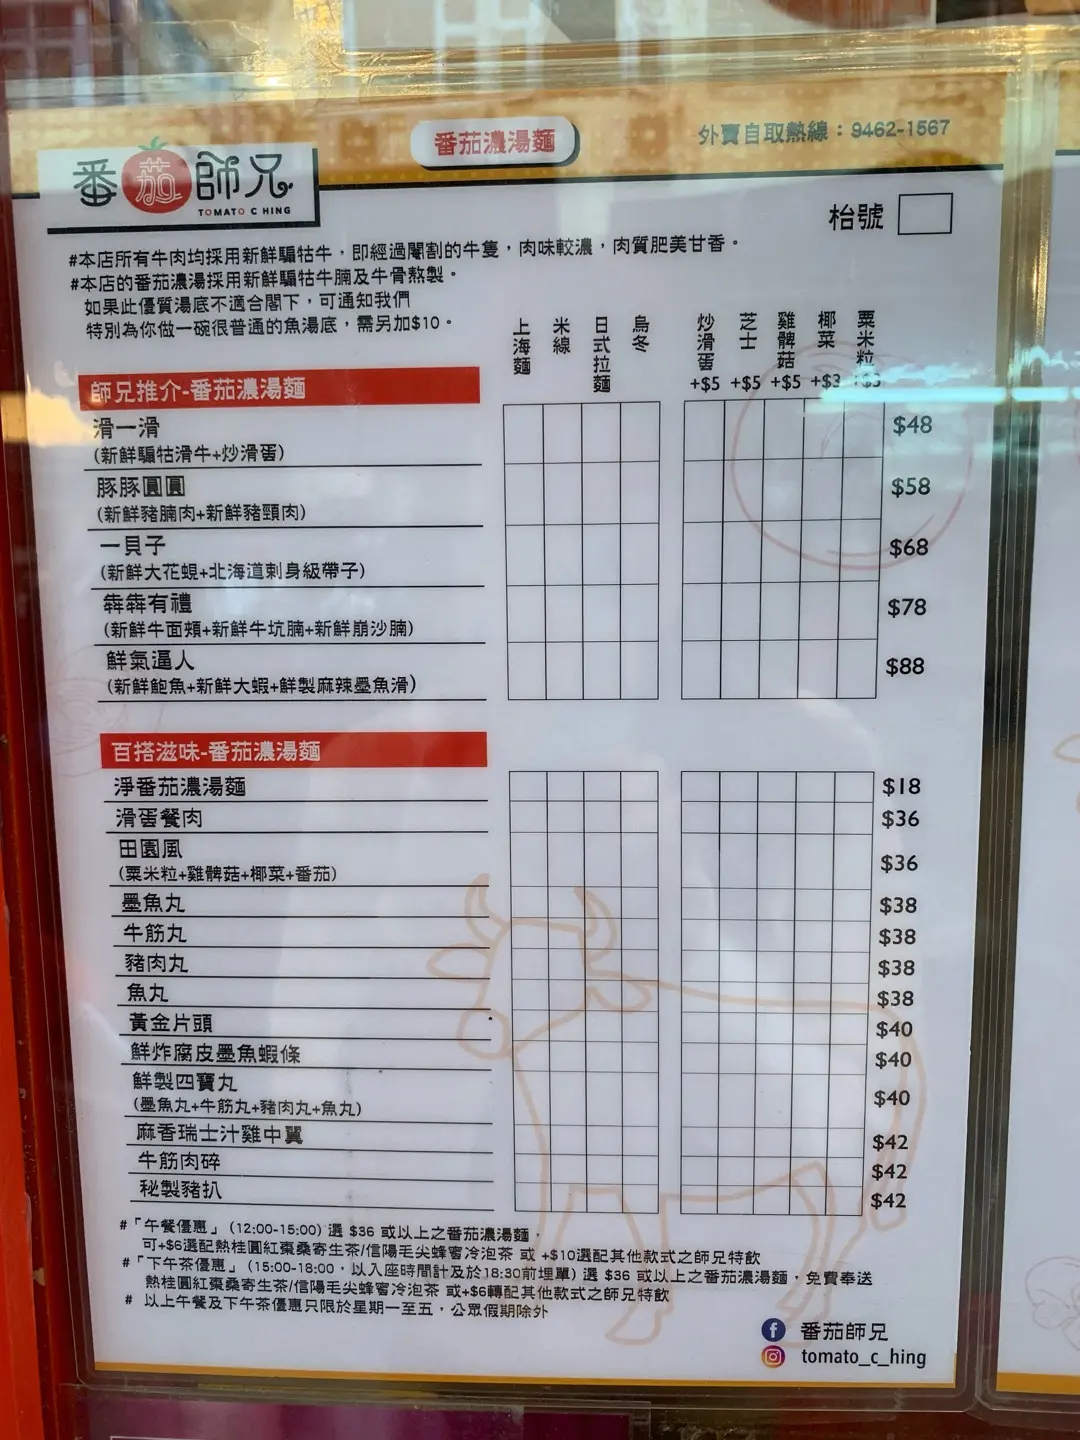 番茄濃湯麵
外賣自取熱線：9462-1567
番茄師兄
TOMATO C HING
枱號
#本店所有牛肉均採用新鮮騸牯牛，即經過閹割的牛隻，肉味較濃，肉質肥美甘香。
#本店的番茄濃湯採用新鮮騸牯牛腩及牛骨熬製。
如果此優質湯底不適合閣下，可通知我們
特別為你做一碗很普通的魚湯底，需另加$10。
上海麵 米線 日式拉麵 烏冬 炒滑蛋 芝士 雞髀菇 椰菜 粟米粒
+$5 +$5 +$5 +$3 +$3
師兄推介-番茄濃湯麵
滑一滑 $48
(新鮮騸牯滑牛+炒滑蛋)
豚豚圓圓 $58
(新鮮豬腩肉+新鮮豬頸肉)
一貝子 $68
(新鮮大花蜆+北海道刺身級帶子)
犇犇有禮 $78
(新鮮牛面頰+新鮮牛坑腩+新鮮崩沙腩)
鮮氣逼人 $88
(新鮮鮑魚+新鮮大蝦+鮮製麻辣墨魚滑)
百搭滋味-番茄濃湯麵
淨番茄濃湯麵 $18
滑蛋餐肉 $36
田園風 $36
(粟米粒+雞髀菇+椰菜+番茄)
墨魚丸 $38
牛筋丸 $38
豬肉丸 $38
魚丸 $38
黃金片頭 $40
鮮炸腐皮墨魚蝦條 $40
鮮製四寶丸 $40
(墨魚丸+牛筋丸+豬肉丸+魚丸)
麻香瑞士汁雞中翼 $42
牛筋肉碎 $42
秘製豬扒 $42
#「午餐優惠」(12:00-15:00) 選 $36 或以上之番茄濃湯麵，
可+$6選配熱桂圓紅棗桑寄生茶/信陽毛尖蜂蜜冷泡茶 或 +$10選配其他款式之師兄特飲
#「下午茶優惠」(15:00-18:00，以入座時間計及於18:30前埋單) 選 $36 或以上之番茄濃湯麵，免費奉送
熱桂圓紅棗桑寄生茶/信陽毛尖蜂蜜冷泡茶 或+$6轉配其他款式之師兄特飲
# 以上午餐及下午茶優惠只限於星期一至五，公眾假期除外
番茄師兄
tomato_c_hing